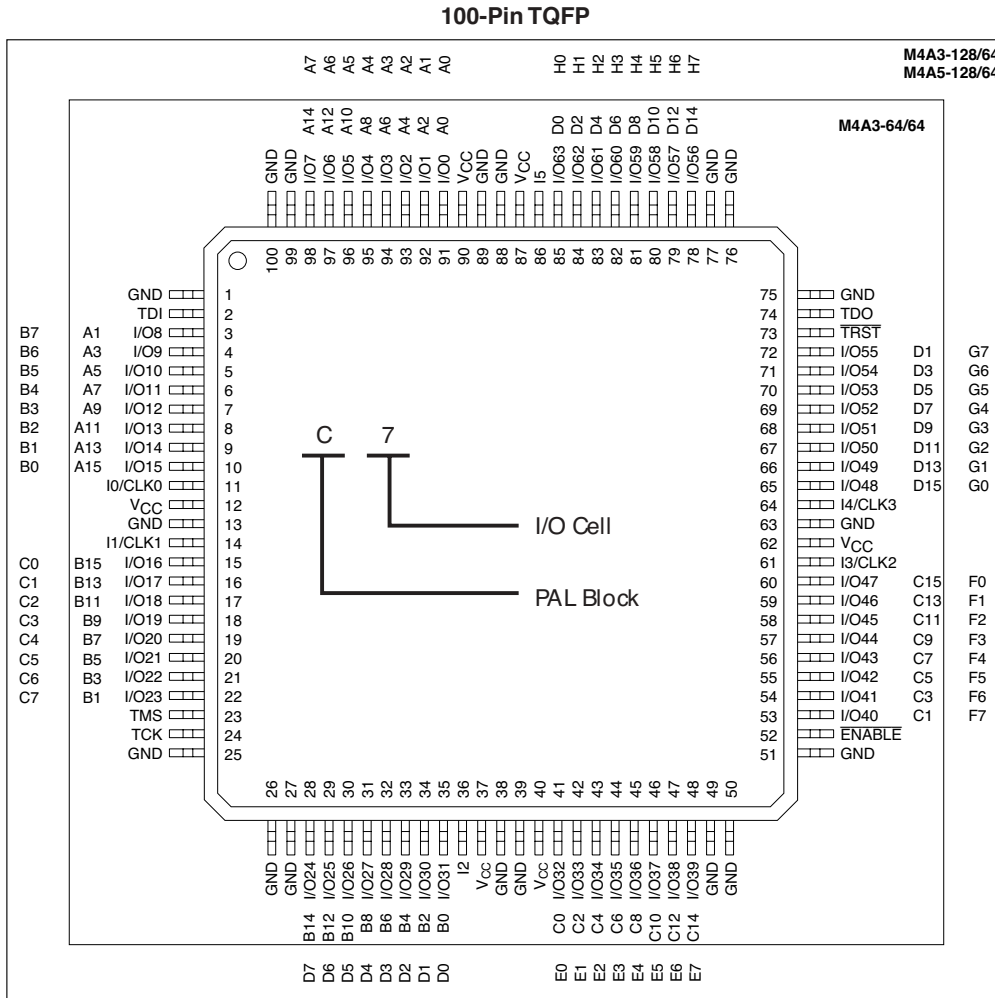 100-Pin TQFP
M4A3-128/64
M4A5-128/64
M4A3-64/64
A7 A6 A5 A4 A3 A2 A1 A0 H0 H1 H2 H3 H4 H5 H6 H7
A14 A12 A10 A8 A6 A4 A2 A0 D0 D2 D4 D6 D8 D10 D12 D14
GND GND I/O7 I/O6 I/O5 I/O4 I/O3 I/O2 I/O1 I/O0 VCC GND GND VCC I5 I/O63 I/O62 I/O61 I/O60 I/O59 I/O58 I/O57 I/O56 GND GND
100 99 98 97 96 95 94 93 92 91 90 89 88 87 86 85 84 83 82 81 80 79 78 77 76
GND 1 75 GND
TDI 2 74 TDO
B7 A1 I/O8 3 73 TRST
B6 A3 I/O9 4 72 I/O55 D1 G7
B5 A5 I/O10 5 71 I/O54 D3 G6
B4 A7 I/O11 6 70 I/O53 D5 G5
B3 A9 I/O12 7 69 I/O52 D7 G4
B2 A11 I/O13 8 68 I/O51 D9 G3
B1 A13 I/O14 9 67 I/O50 D11 G2
B0 A15 I/O15 10 66 I/O49 D13 G1
I0/CLK0 11 65 I/O48 D15 G0
VCC 12 64 I4/CLK3
GND 13 63 GND
I1/CLK1 14 62 VCC
C0 B15 I/O16 15 61 I3/CLK2
C1 B13 I/O17 16 60 I/O47 C15 F0
C2 B11 I/O18 17 59 I/O46 C13 F1
C3 B9 I/O19 18 58 I/O45 C11 F2
C4 B7 I/O20 19 57 I/O44 C9 F3
C5 B5 I/O21 20 56 I/O43 C7 F4
C6 B3 I/O22 21 55 I/O42 C5 F5
C7 B1 I/O23 22 54 I/O41 C3 F6
TMS 23 53 I/O40 C1 F7
TCK 24 52 ENABLE
GND 25 51 GND
C 7
I/O Cell
PAL Block
26 27 28 29 30 31 32 33 34 35 36 37 38 39 40 41 42 43 44 45 46 47 48 49 50
GND GND I/O24 I/O25 I/O26 I/O27 I/O28 I/O29 I/O30 I/O31 I2 VCC GND GND VCC I/O32 I/O33 I/O34 I/O35 I/O36 I/O37 I/O38 I/O39 GND GND
B14 B12 B10 B8 B6 B4 B2 B0 C0 C2 C4 C6 C8 C10 C12 C14
D7 D6 D5 D4 D3 D2 D1 D0 E0 E1 E2 E3 E4 E5 E6 E7